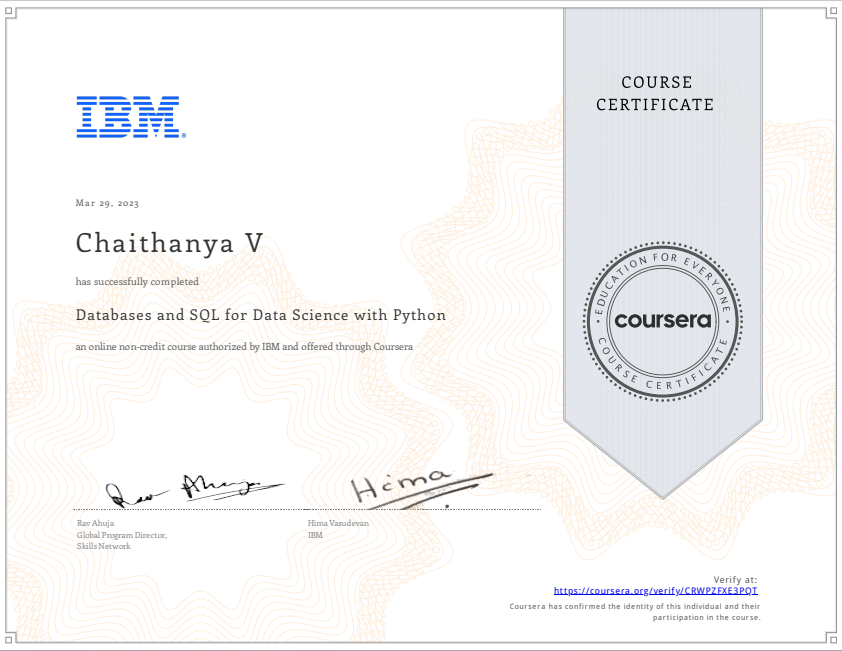 COURSE
CERTIFICATE
IBM®
Mar 29, 2023
Chaithanya V
has successfully completed
Databases and SQL for Data Science with Python
an online non-credit course authorized by IBM and offered through Coursera
EDUCATION FOR EVERYONE
coursera
COURSE CERTIFICATE
Hima
Rav Ahuja
Global Program Director,
Skills Network
Hima Vasudevan
IBM
Verify at:
https://coursera.org/verify/CRWPZFXE3PQT
Coursera has confirmed the identity of this individual and their
participation in the course.